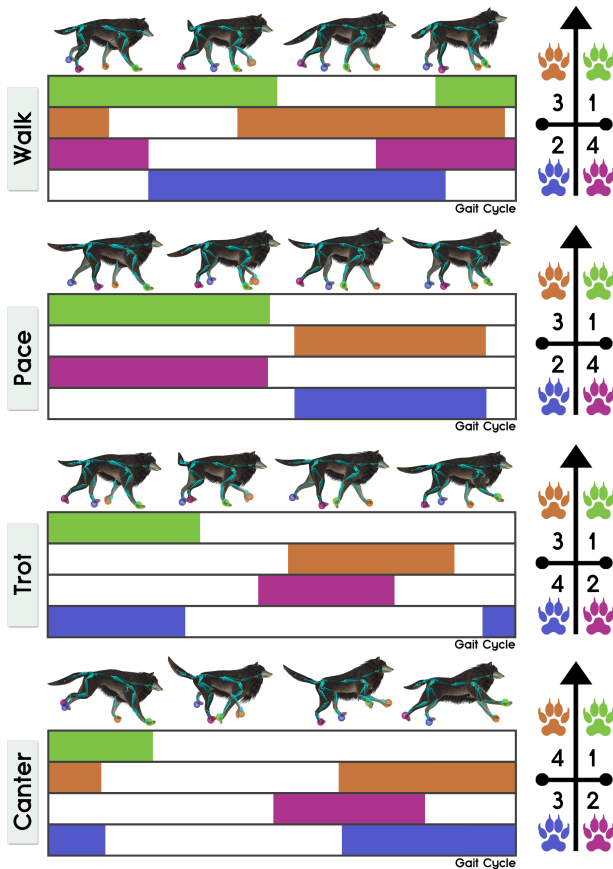 Walk
3 1
2 4
Gait Cycle
Pace
3 1
2 4
Gait Cycle
Trot
3 1
4 2
Gait Cycle
Canter
4 1
3 2
Gait Cycle